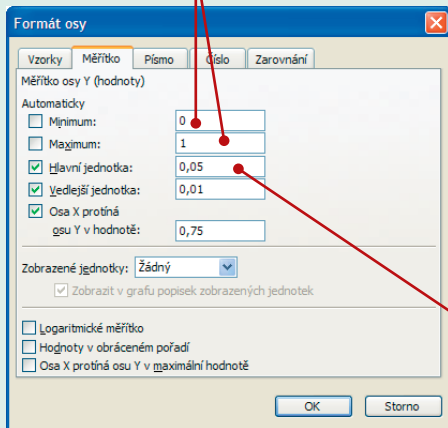 Formát osy
Vzorky Měřítko Písmo Číslo Zarovnání
Měřítko osy Y (hodnoty)
Automaticky
Minimum: 0
Maximum: 1
Hlavní jednotka: 0,05
Vedlejší jednotka: 0,01
Osa X protíná
osu Y v hodnotě: 0,75
Zobrazené jednotky: Žádný
Zobrazit v grafu popisek zobrazených jednotek
Logaritmické měřítko
Hodnoty v obráceném pořadí
Osa X protíná osu Y v maximální hodnotě
OK Storno